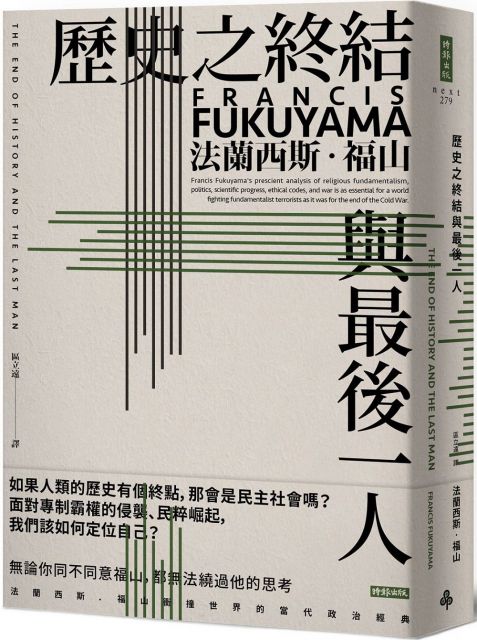 歷史之終結
FRANCIS
FUKUYAMA
法蘭西斯・福山
Francis Fukuyama's prescient analysis of religious fundamentalism,
politics, scientific progress, ethical codes, and war is as essential for a world
fighting fundamentalist terrorists as it was for the end of the Cold War.
與最後一人
THE END OF HISTORY AND THE LAST MAN
區立遠
譯
如果人類的歷史有個終點，那會是民主社會嗎？
面對專制霸權的侵襲、民粹崛起，
我們該如何定位自己？
無論你同不同意福山，都無法繞過他的思考
法蘭西斯・福山衝撞世界的當代政治經典
時報出版
時報出版
next
279
歷史之終結與最後一人
THE END OF HISTORY AND THE LAST MAN
區立遠 譯
法蘭西斯・福山
FRANCIS FUKUYAMA